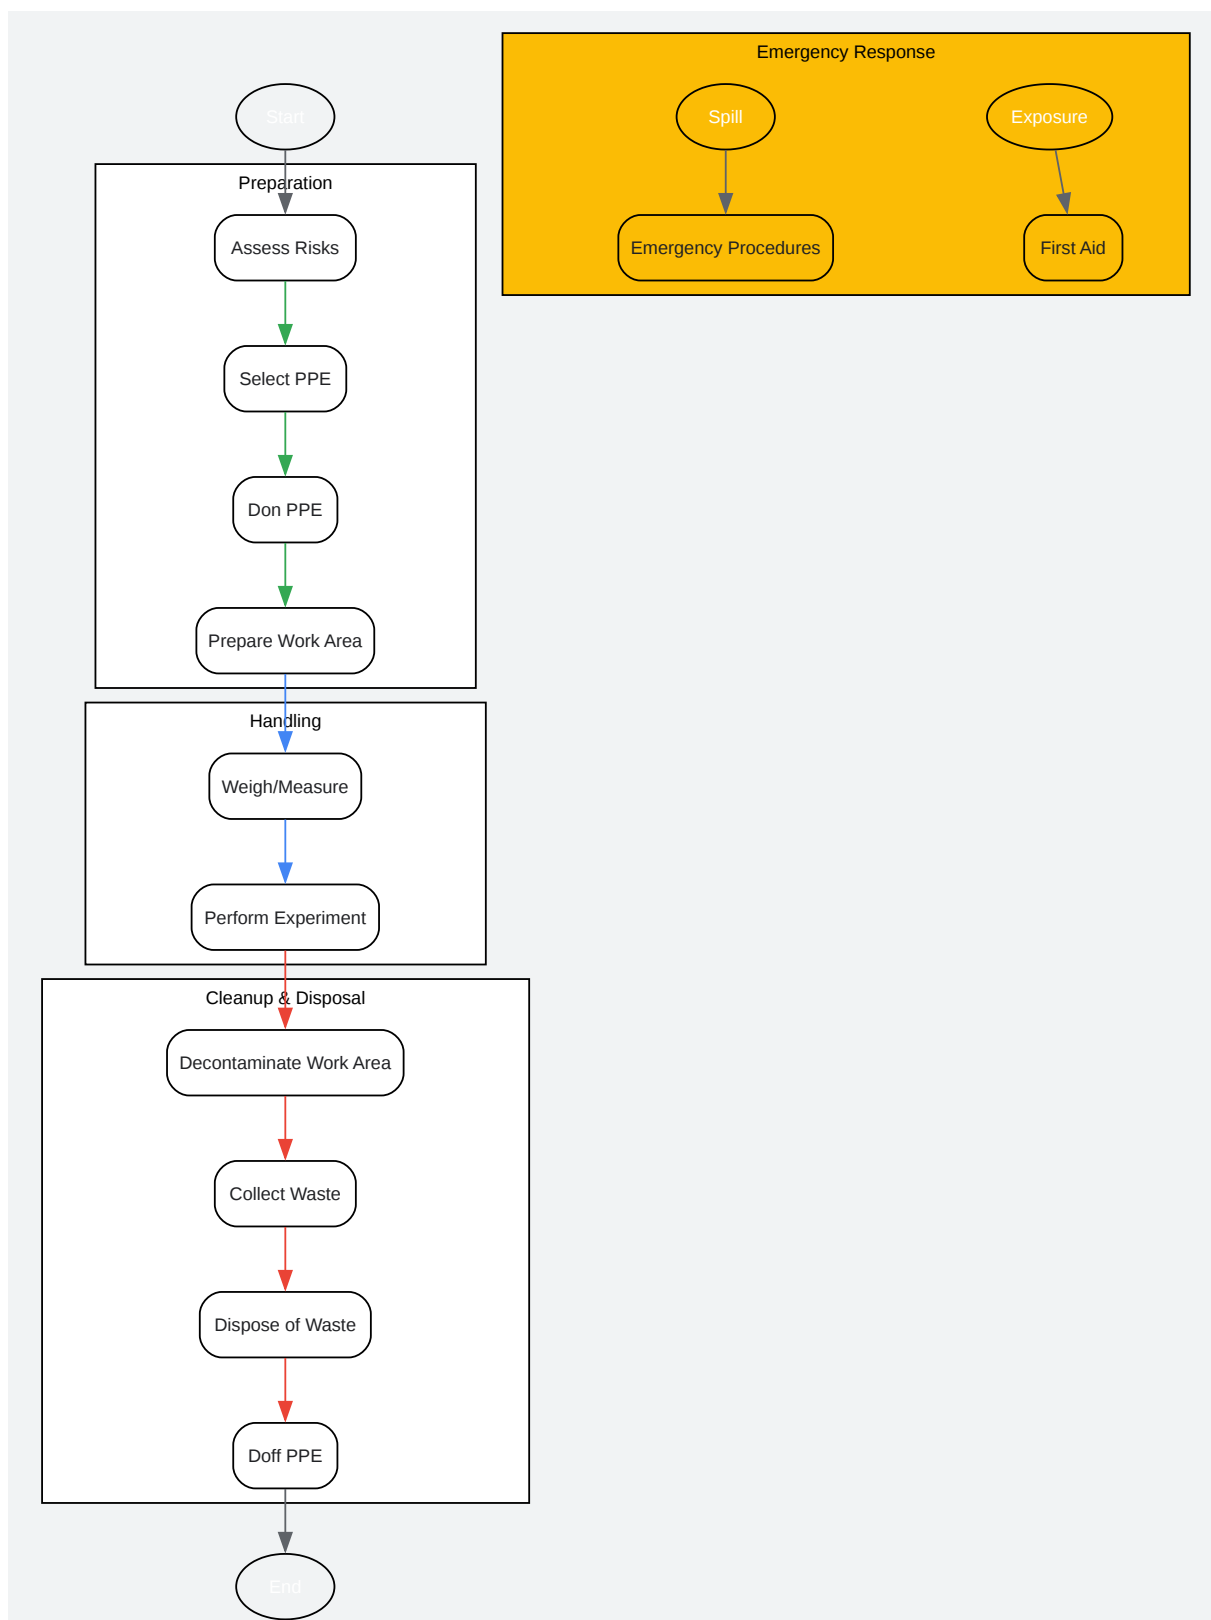 Emergency Response
Start
Spill
Exposure
Preparation
Assess Risks
Emergency Procedures
First Aid
Select PPE
Don PPE
Prepare Work Area
Handling
Weigh/Measure
Perform Experiment
Cleanup & Disposal
Decontaminate Work Area
Collect Waste
Dispose of Waste
Doff PPE
End